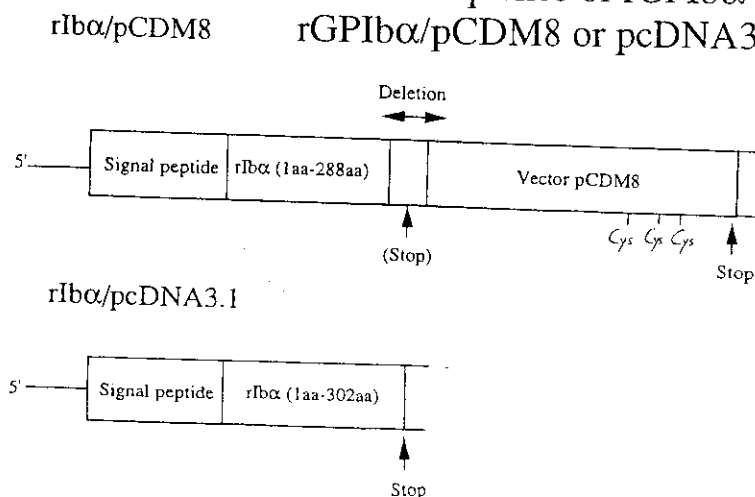 rIbα/pCDM8
rGPIbα/pCDM8 or pcDNA3
Deletion
5'
Signal peptide
rIbα (1aa-288aa)
Vector pCDM8
Cys Cys Cys
(Stop)
Stop
rIbα/pcDNA3.1
5'
Signal peptide
rIbα (1aa-302aa)
Stop